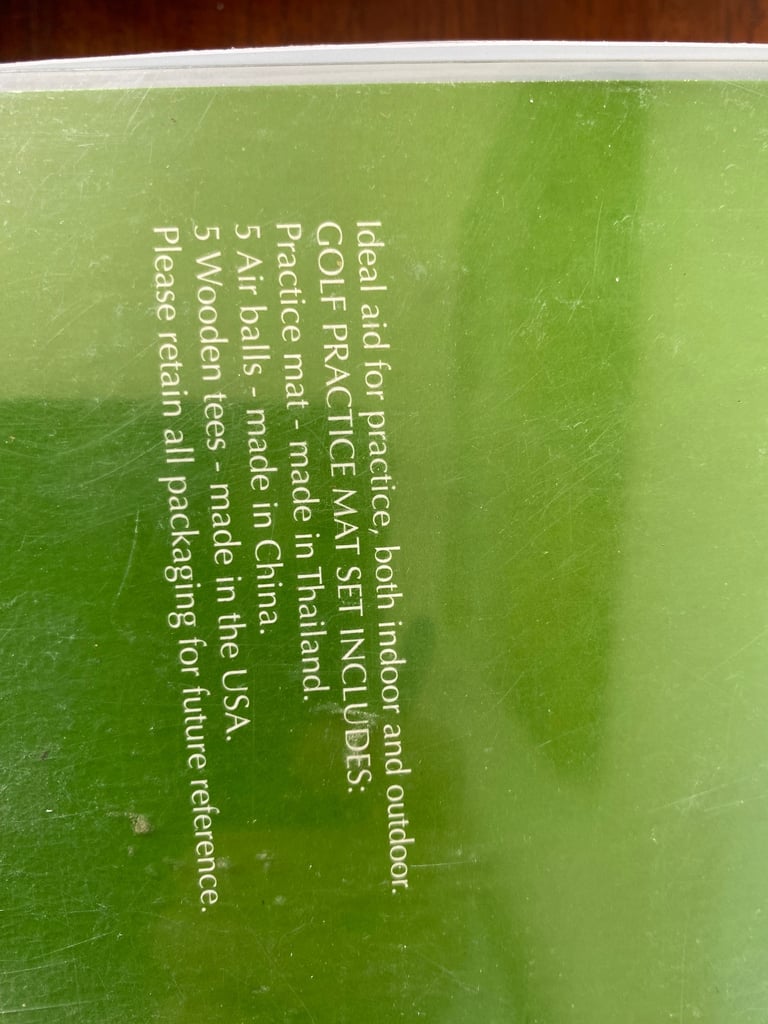 Ideal aid for practice, both indoor and outdoor.
GOLF PRACTICE MAT SET INCLUDES:
Practice mat - made in Thailand.
5 Air balls - made in China.
5 Wooden tees - made in the USA.
Please retain all packaging for future reference.